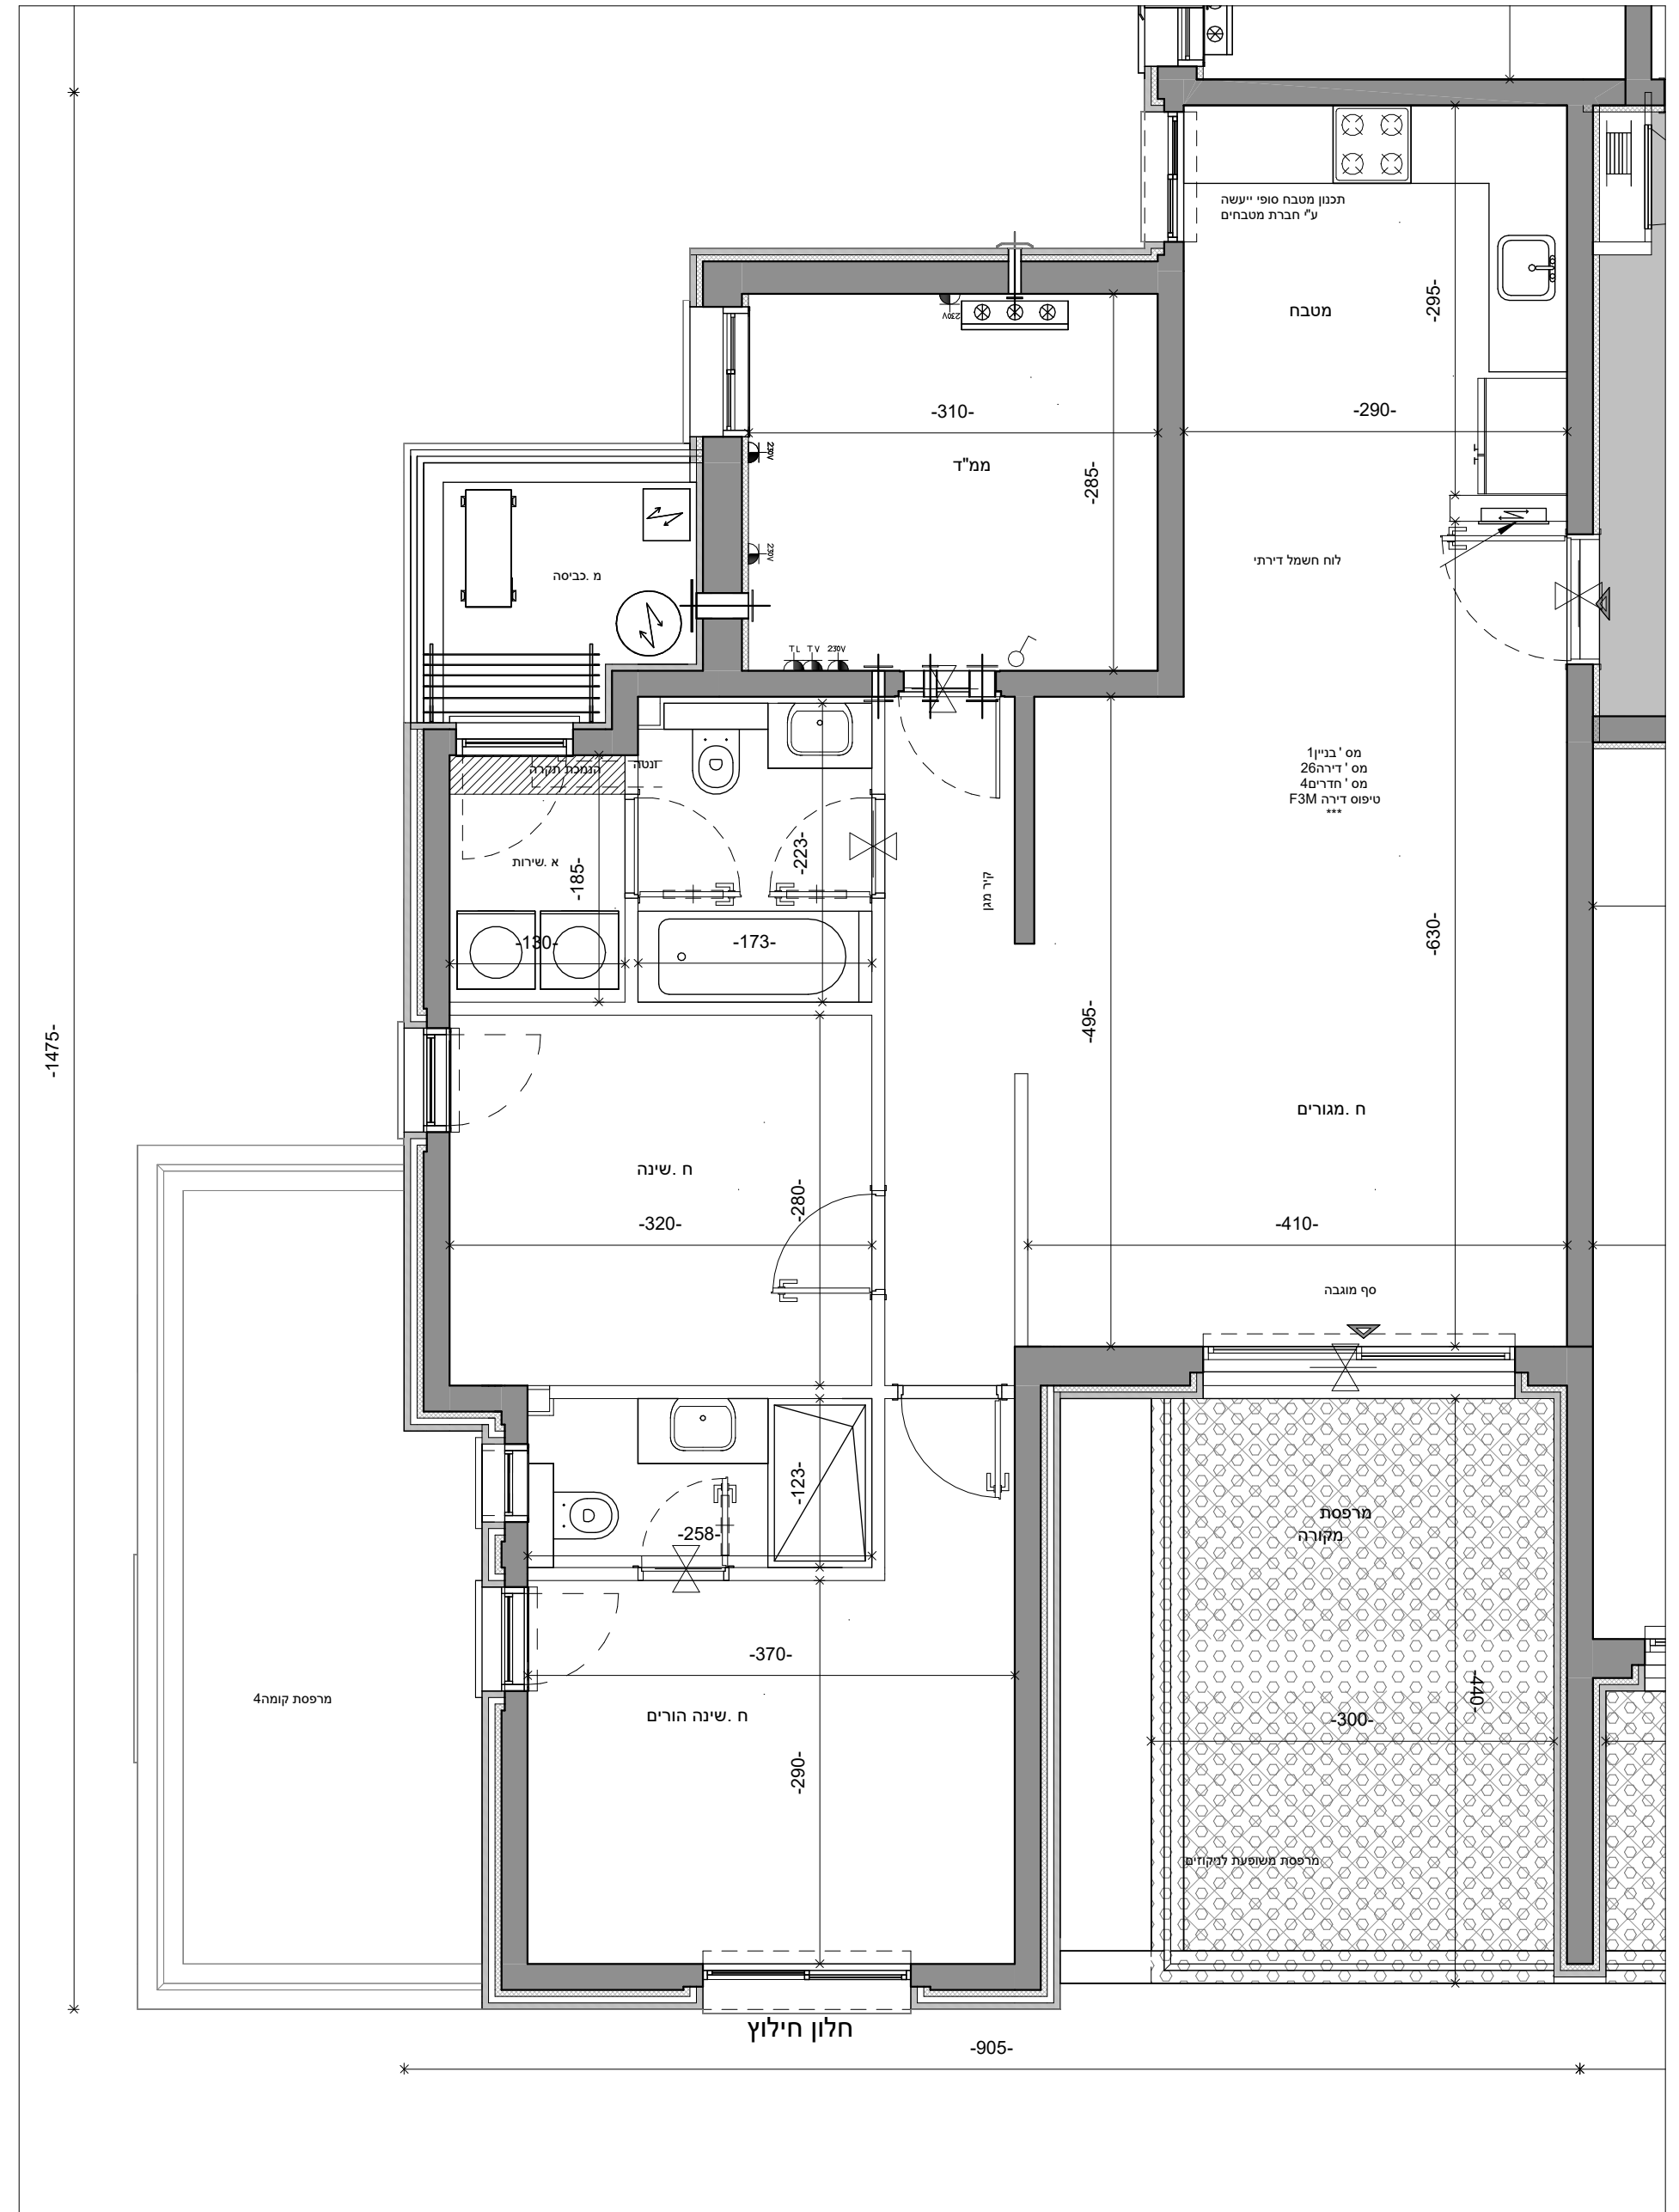 תכנון מטבח סופי ייעשה
ע"י חברת מטבחים
מטבח
-295-
-290-
230V
-310-
ממ"ד
-285-
230V
230V
TL
TV
230V
לוח חשמל דירתי
מ .כביסה
הנמכת תקרה
ונטה
א .שירות
-185-
-130-
-223-
-173-
קיר מגן
מס ' בניין1
מס ' דירה26
מס ' חדרים4
טיפוס דירה F3M
***
-630-
-495-
-1475-
ח .מגורים
ח .שינה
-280-
-320-
-410-
סף מוגבה
-123-
-258-
מרפסת
מקורה
-370-
ח .שינה הורים
-290-
מרפסת קומה4
-440-
-300-
מרפסת משופעת לניקוזים
חלון חילוץ
-905-